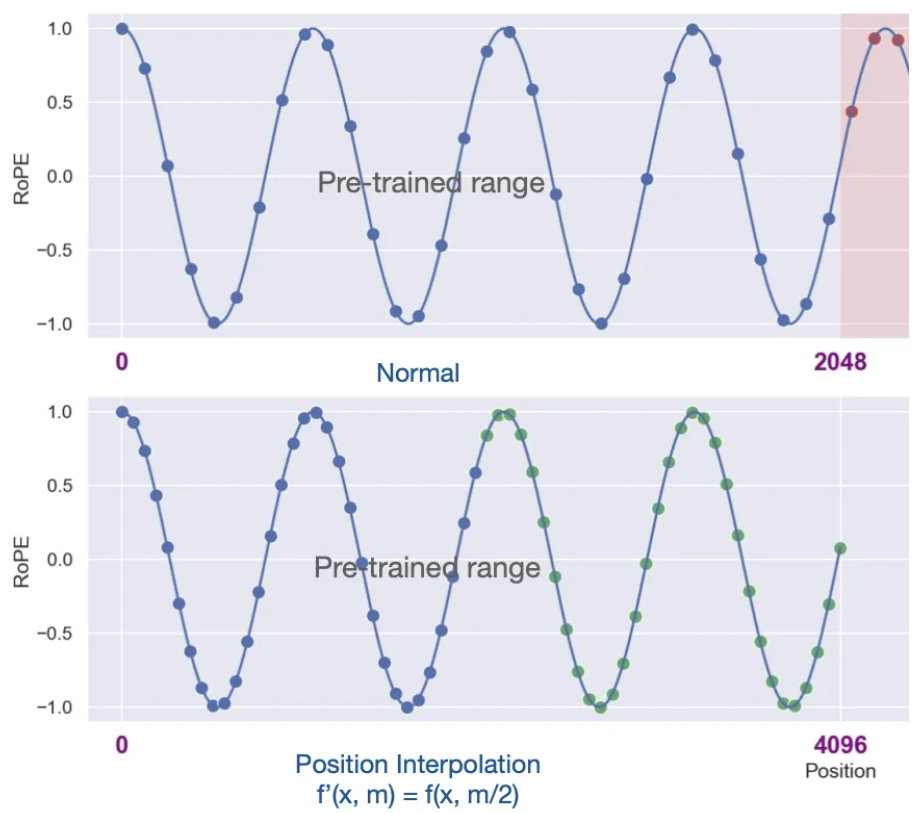 1.0
0.5
0.0
−0.5
−1.0
RoPE
Pre-trained range
0
2048
Normal
1.0
0.5
0.0
−0.5
−1.0
RoPE
Pre-trained range
0
4096
Position
Position Interpolation
f’(x, m) = f(x, m/2)